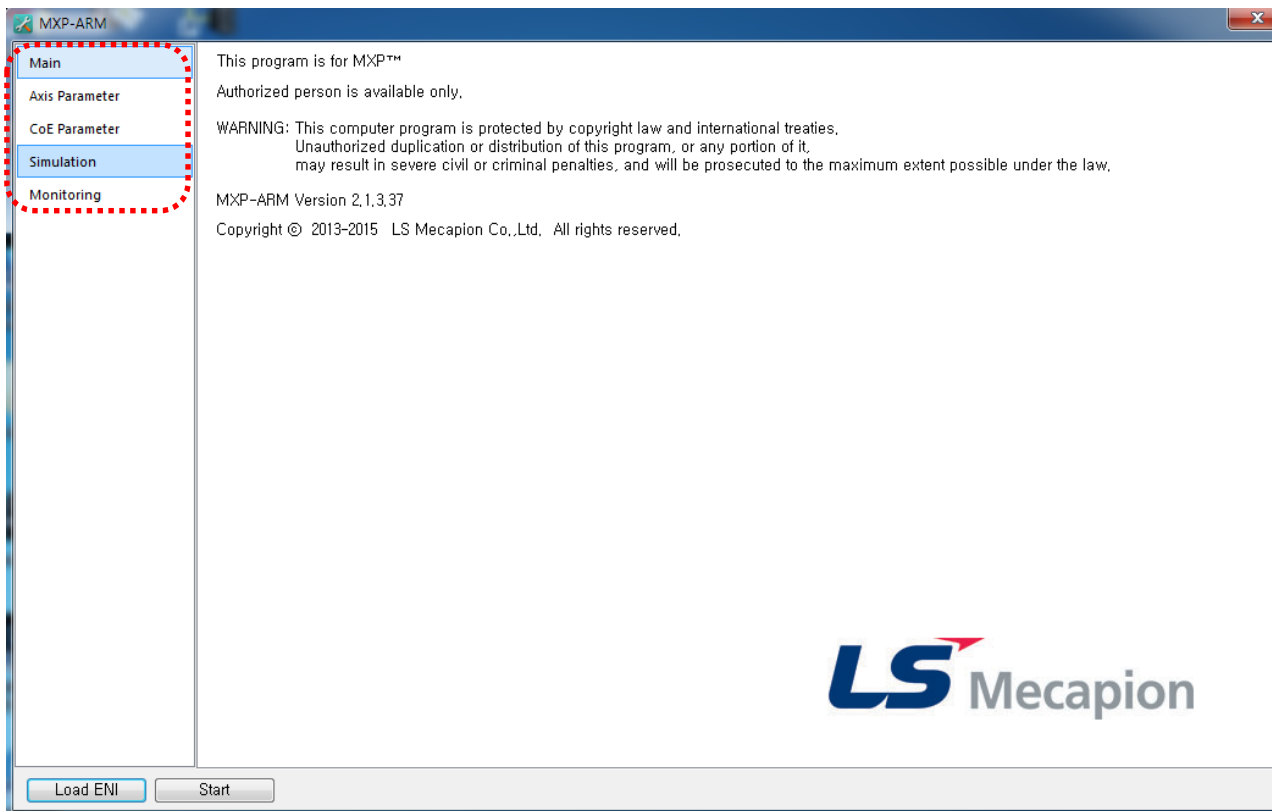 MXP-ARM
Main
Axis Parameter
CoE Parameter
Simulation
Monitoring
This program is for MXP™
Authorized person is available only,
WARNING: This computer program is protected by copyright law and international treaties,
Unauthorized duplication or distribution of this program, or any portion of it,
may result in severe civil or criminal penalties, and will be prosecuted to the maximum extent possible under the law,
MXP-ARM Version 2,1,3,37
Copyright © 2013-2015 LS Mecapion Co,,Ltd, All rights reserved,
LS Mecapion
Load ENI
Start